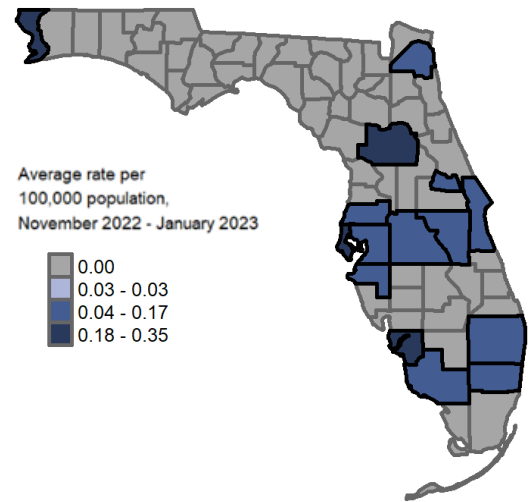 Average rate per
100,000 population,
November 2022 - January 2023
0.00
0.03 - 0.03
0.04 - 0.17
0.18 - 0.35